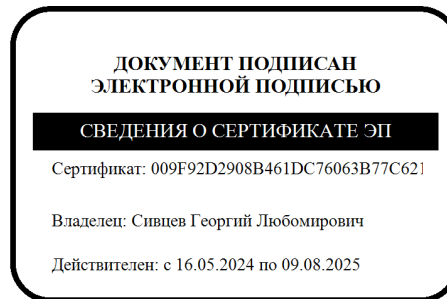 ДОКУМЕНТ ПОДПИСАН
ЭЛЕКТРОННОЙ ПОДПИСЬЮ
СВЕДЕНИЯ О СЕРТИФИКАТЕ ЭП
Сертификат: 009F92D2908B461DC76063B77C621
Владелец: Сивцев Георгий Любомирович
Действителен: с 16.05.2024 по 09.08.2025